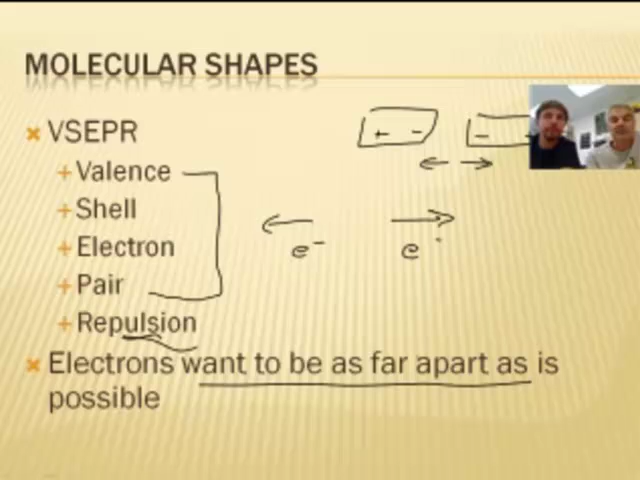 MOLECULAR SHAPES
VSEPR
Valence
Shell
Electron
Pair
Repulsion
Electrons want to be as far apart as is
possible
+ -
-
e⁻
e